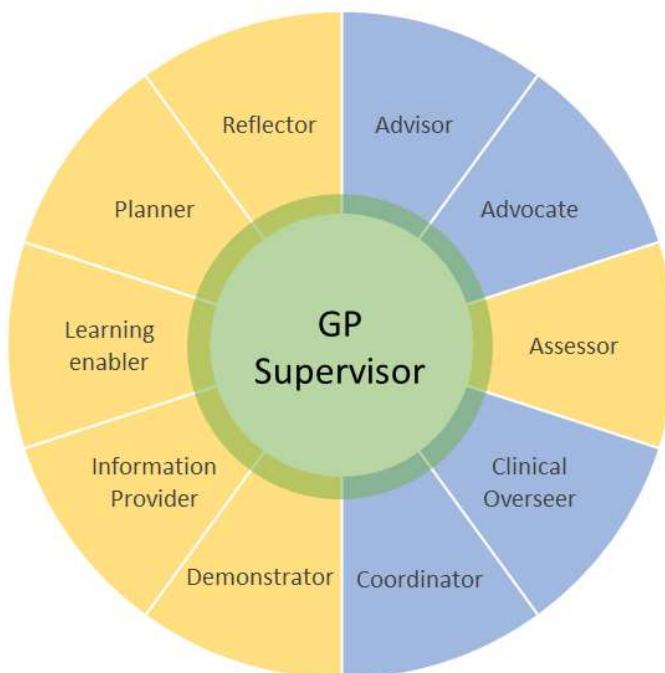 Reflector
Advisor
Planner
Advocate
Learning
enabler
GP
Supervisor
Assessor
Information
Provider
Clinical
Overseer
Demonstrator
Coordinator